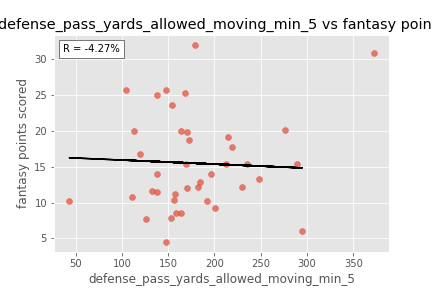 defense_pass_yards_allowed_moving_min_5 vs fantasy poin
R = -4.27%
30
25
20
15
10
5
fantasy points scored
50 100 150 200 250 300 350
defense_pass_yards_allowed_moving_min_5